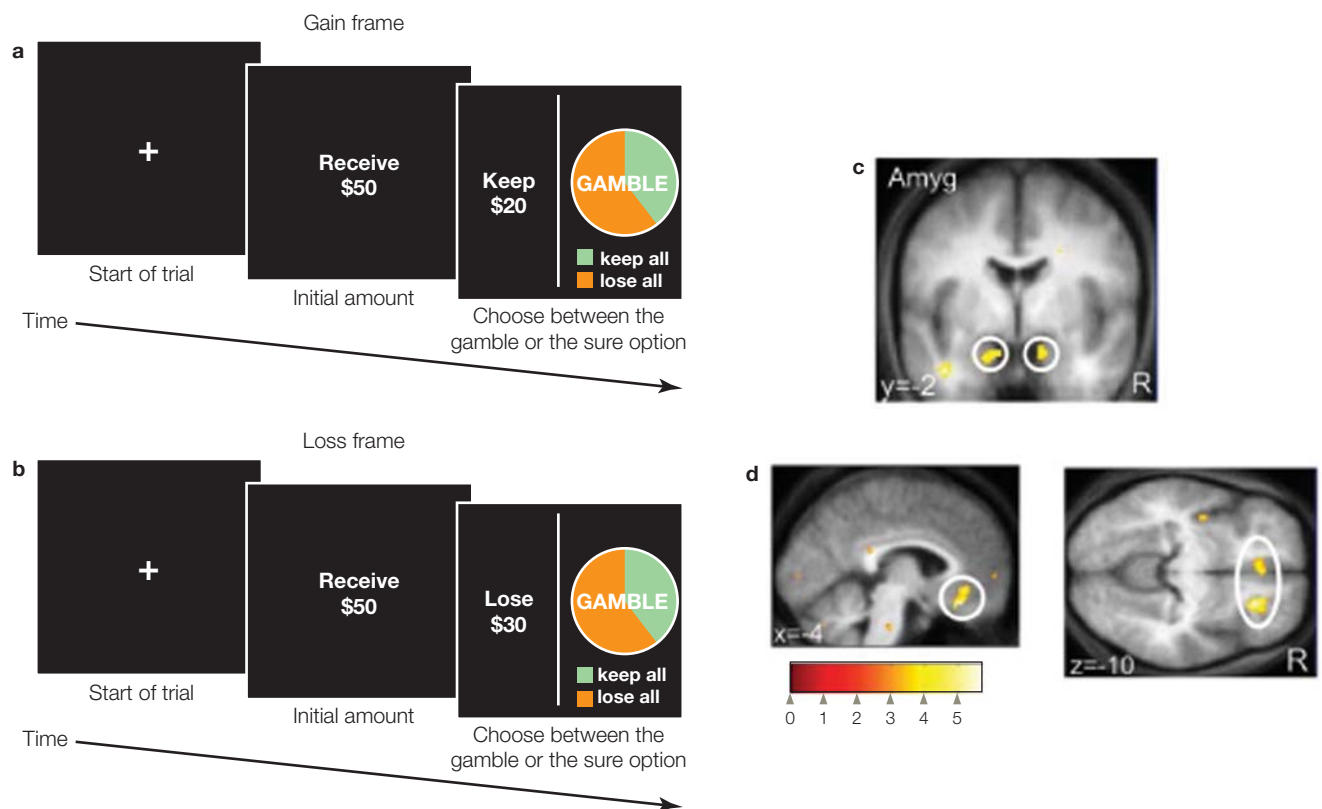 Gain frame
a
+
Receive
$50
Keep
$20
GAMBLE
keep all
lose all
Start of trial
Initial amount
Choose between the
gamble or the sure option
Time
Loss frame
b
+
Receive
$50
Lose
$30
GAMBLE
keep all
lose all
Start of trial
Initial amount
Choose between the
gamble or the sure option
Time
c
Amyg
y=-2
R
d
x=-4
z=-10
R
0 1 2 3 4 5